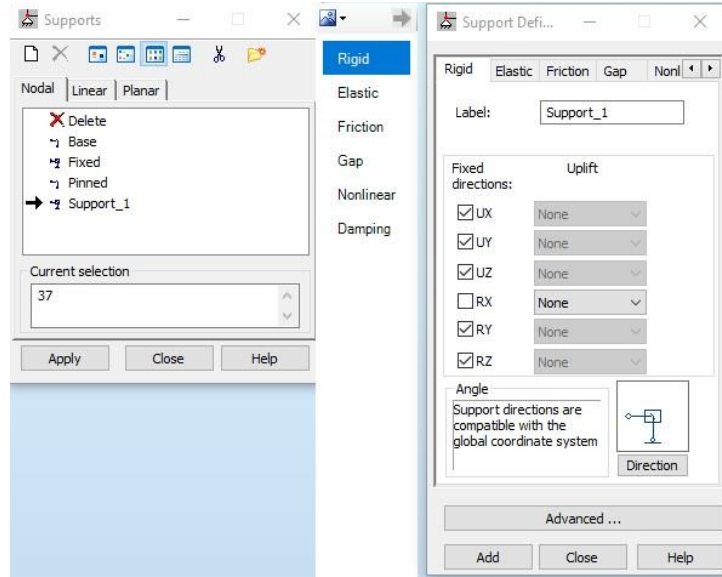 Supports
Nodal Linear Planar
Delete
Base
Fixed
Pinned
Support_1
Current selection
37
Apply Close Help
Rigid
Elastic
Friction
Gap
Nonlinear
Damping
Support Defi...
Rigid Elastic Friction Gap Nonl
Label: Support_1
Fixed directions: Uplift
UX None
UY None
UZ None
RX None
RY None
RZ None
Angle
Support directions are
compatible with the
global coordinate system
Direction
Advanced ...
Add Close Help